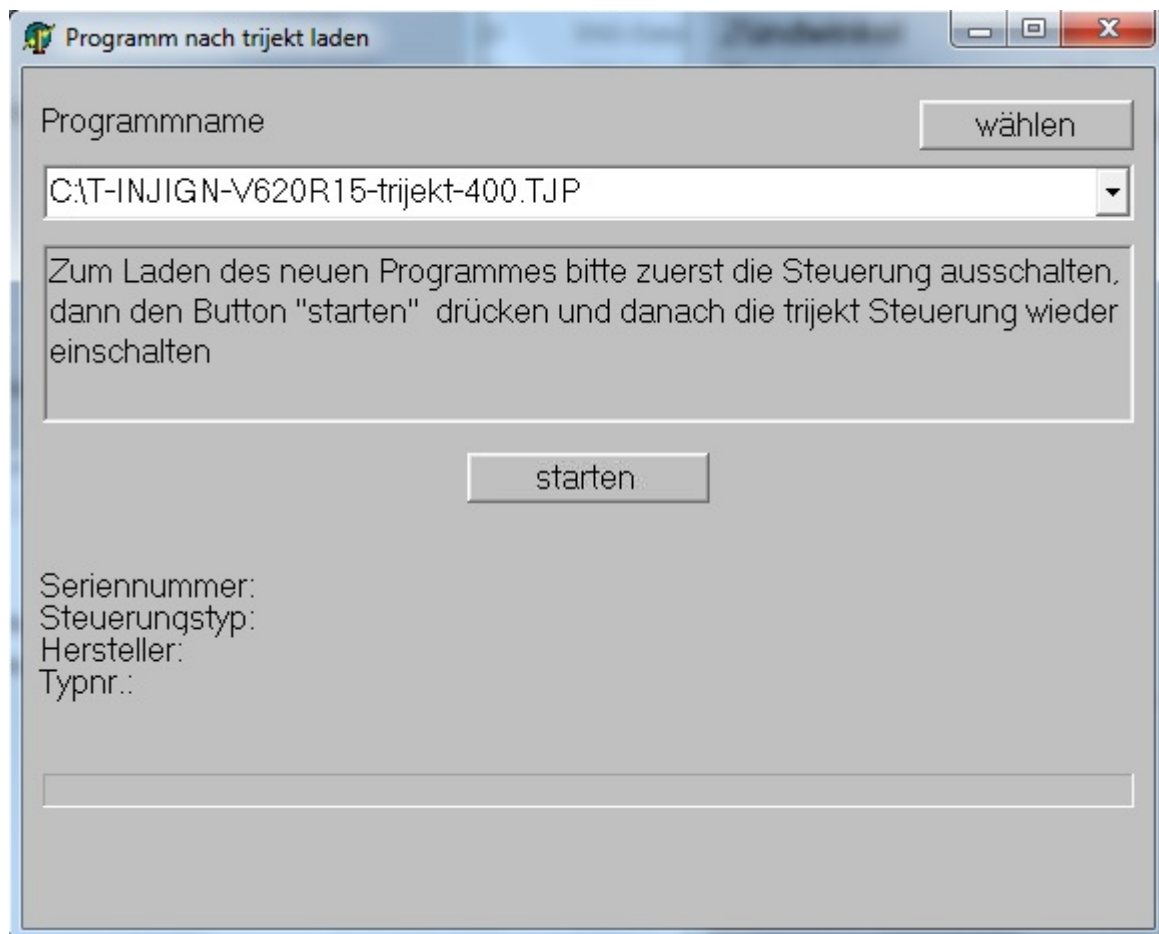 Programm nach trijekt laden
Programmname
wählen
C:\T-INJIGN-V620R15-trijekt-400.TJP
Zum Laden des neuen Programmes bitte zuerst die Steuerung ausschalten,
dann den Button "starten" drücken und danach die trijekt Steuerung wieder
einschalten
starten
Seriennummer:
Steuerungstyp:
Hersteller:
Typnr.: